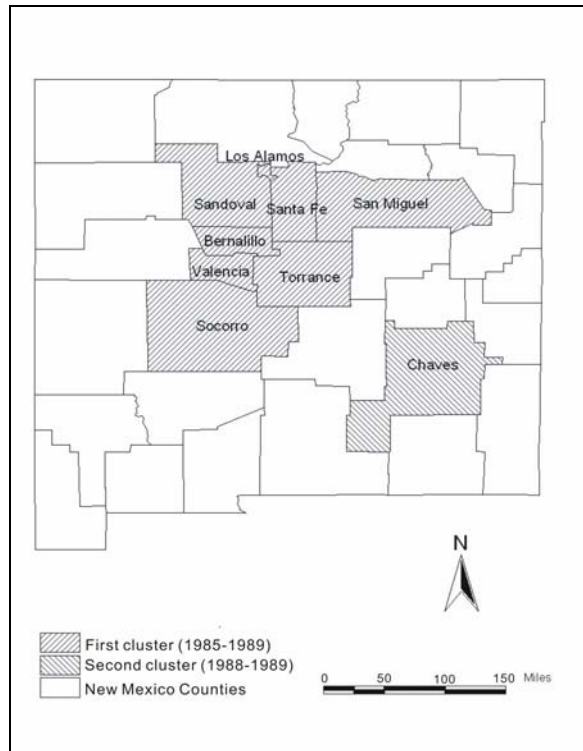 Los Alamos
Sandoval
Santa Fe
San Miguel
Bernalillo
Valencia
Torrance
Socorro
Chaves
N
First cluster (1985-1989)
Second cluster (1988-1989)
New Mexico Counties
0 50 100 150 Miles